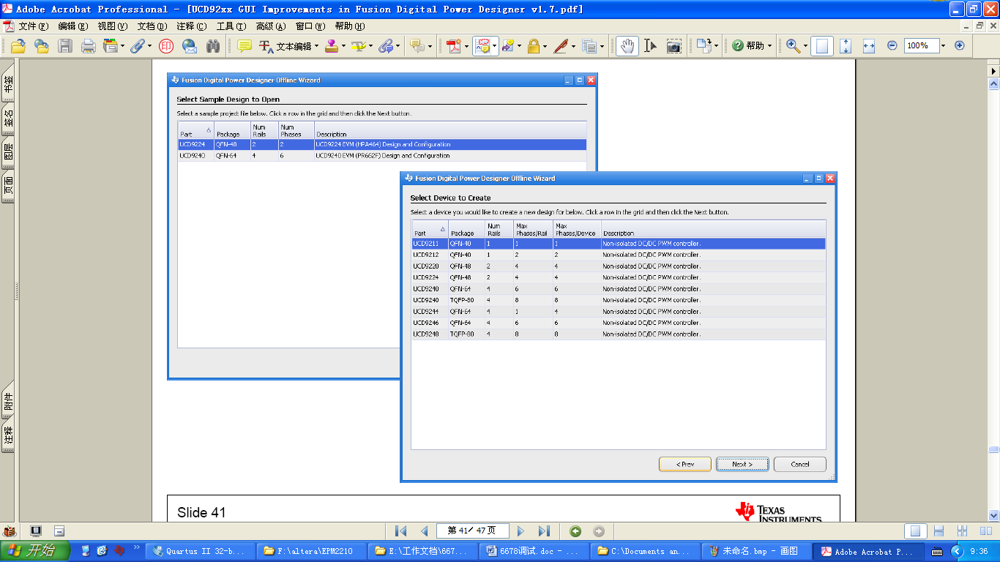 Adobe Acrobat Professional - [UCD92xx GUI Improvements in Fusion Digital Power Designer v1.7.pdf]
文件(F) 编辑(E) 视图(V) 文档(D) 注释(C) 工具(T) 高级(A) 窗口(W) 帮助(H)
文本编辑 帮助 100%
书签
签名
图层
页面
附件
注释
Fusion Digital Power Designer Offline Wizard
Select Sample Design to Open
Select a sample project file below. Click a row in the grid and then click the Next button.
Part Package Num Rails Num Phases Description
UCD9224 QFN-48 2 2 UCD9224 EVM (HPA464) Design and Configuration
UCD9240 QFN-64 4 6 UCD9240 EVM (PR662F) Design and Configuration
Fusion Digital Power Designer Offline Wizard
Select Device to Create
Select a device you would like to create a new design for below. Click a row in the grid and then click the Next button.
Part Package Num Rails Max Phases/Rail Max Phases/Device Description
UCD9211 QFN-40 1 1 1 Non-isolated DC/DC PWM controller.
UCD9212 QFN-40 1 2 2 Non-isolated DC/DC PWM controller.
UCD9220 QFN-48 2 4 4 Non-isolated DC/DC PWM controller.
UCD9224 QFN-48 2 4 4 Non-isolated DC/DC PWM controller.
UCD9240 QFN-64 4 6 6 Non-isolated DC/DC PWM controller.
UCD9240 TQFP-80 4 8 8 Non-isolated DC/DC PWM controller.
UCD9244 QFN-64 4 1 4 Non-isolated DC/DC PWM controller.
UCD9246 QFN-64 4 6 6 Non-isolated DC/DC PWM controller.
UCD9248 TQFP-80 4 8 8 Non-isolated DC/DC PWM controller.
< Prev Next > Cancel
Slide 41
TEXAS
INSTRUMENTS
第 41/ 47 页
开始 Quartus II 32-b... F:\altera\EPM2210 E:\工作文档\667... 6678调试.doc - ... C:\Documents an... 未命名.bmp - 画图 Adobe Acrobat P... 9:36